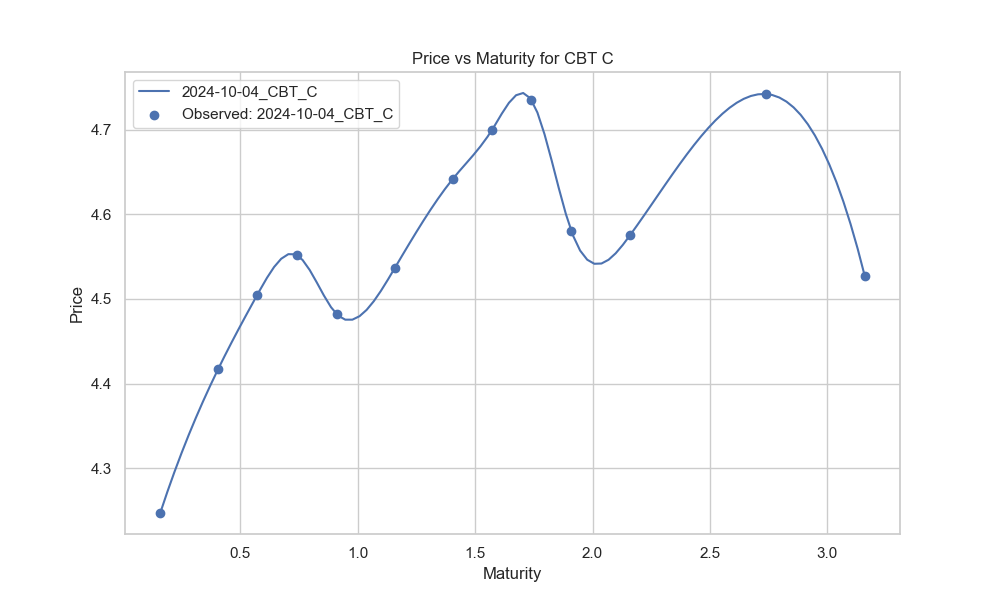 Price vs Maturity for CBT C
2024-10-04_CBT_C
Observed: 2024-10-04_CBT_C
Price
4.7
4.6
4.5
4.4
4.3
0.5 1.0 1.5 2.0 2.5 3.0
Maturity